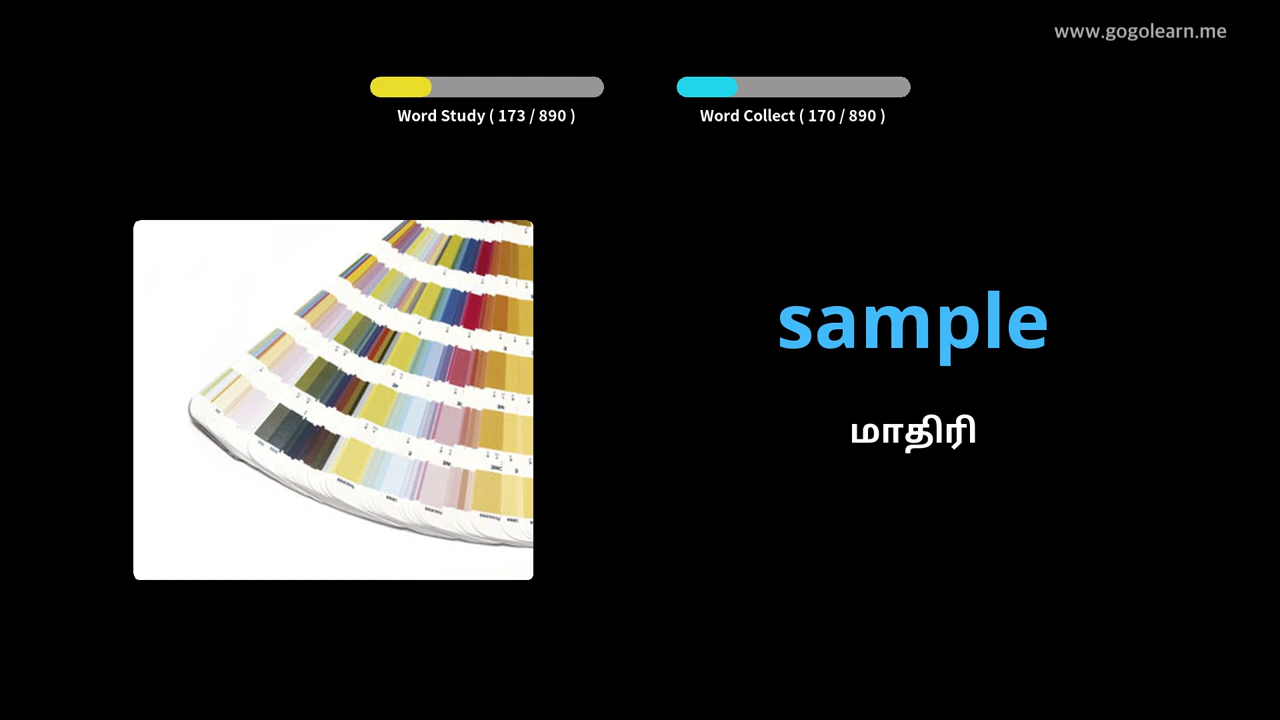 www.gogolearn.me
Word Study ( 173 / 890 )
Word Collect ( 170 / 890 )
sample
மாதிரி